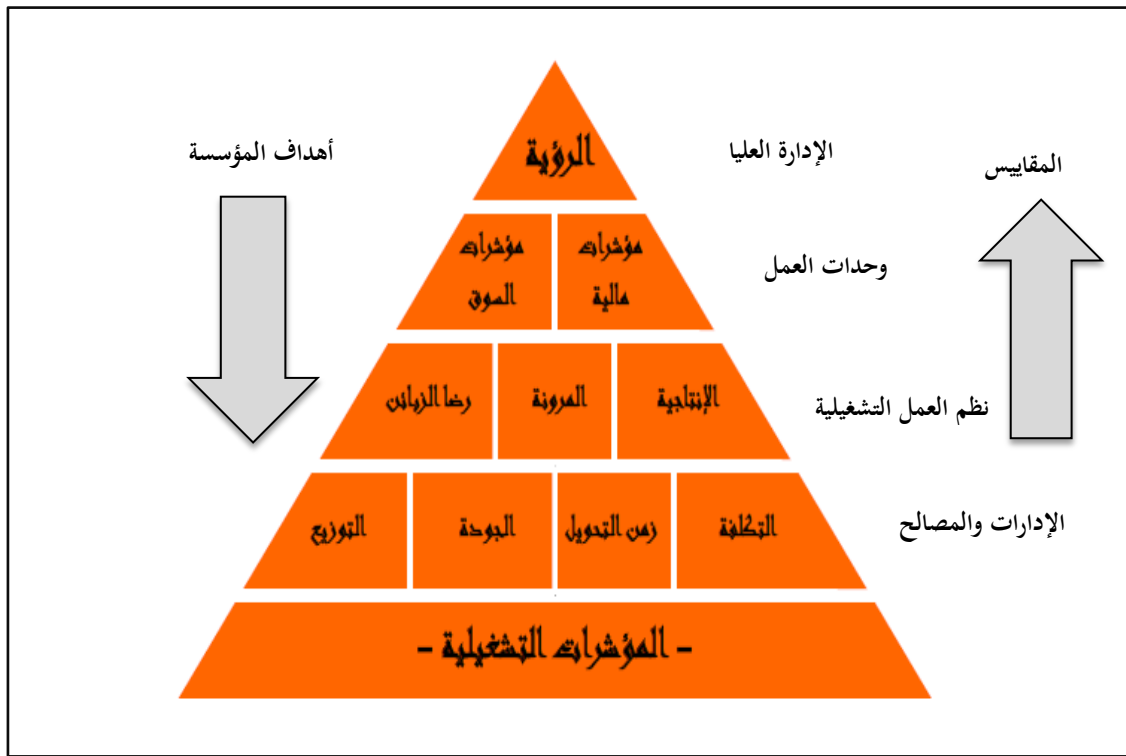 المقاييس
الإدارة العليا
الرؤية
أهداف المؤسسة
وحدات العمل
مؤشرات
مالية
مؤشرات
السوق
نظم العمل التشغيلية
الإنتاجية
المرونة
رضا الزبائن
الإدارات والمصالح
التكلفة
زمن التحويل
الجودة
التوزيع
- المؤشرات التشغيلية -